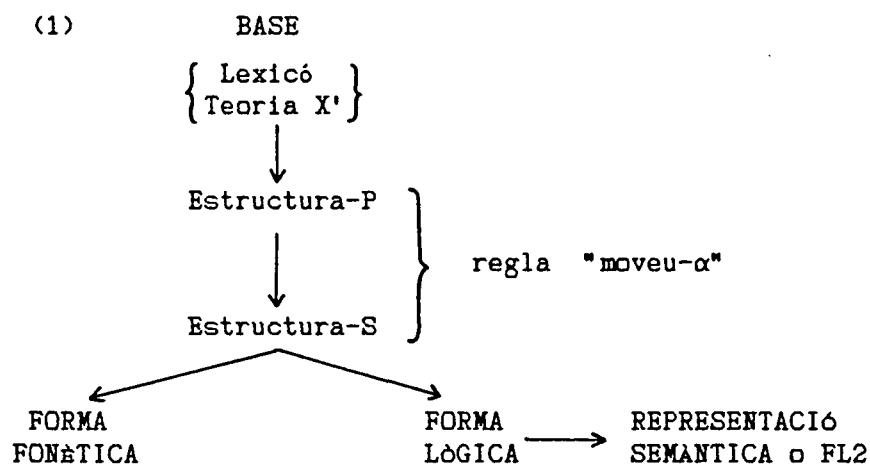 (1) BASE
Lexicó
Teoria X'
Estructura-P
regla "moveu-α"
Estructura-S
FORMA FORMA REPRESENTACIó
FONèTICA LòGICA SEMANTICA o FL2